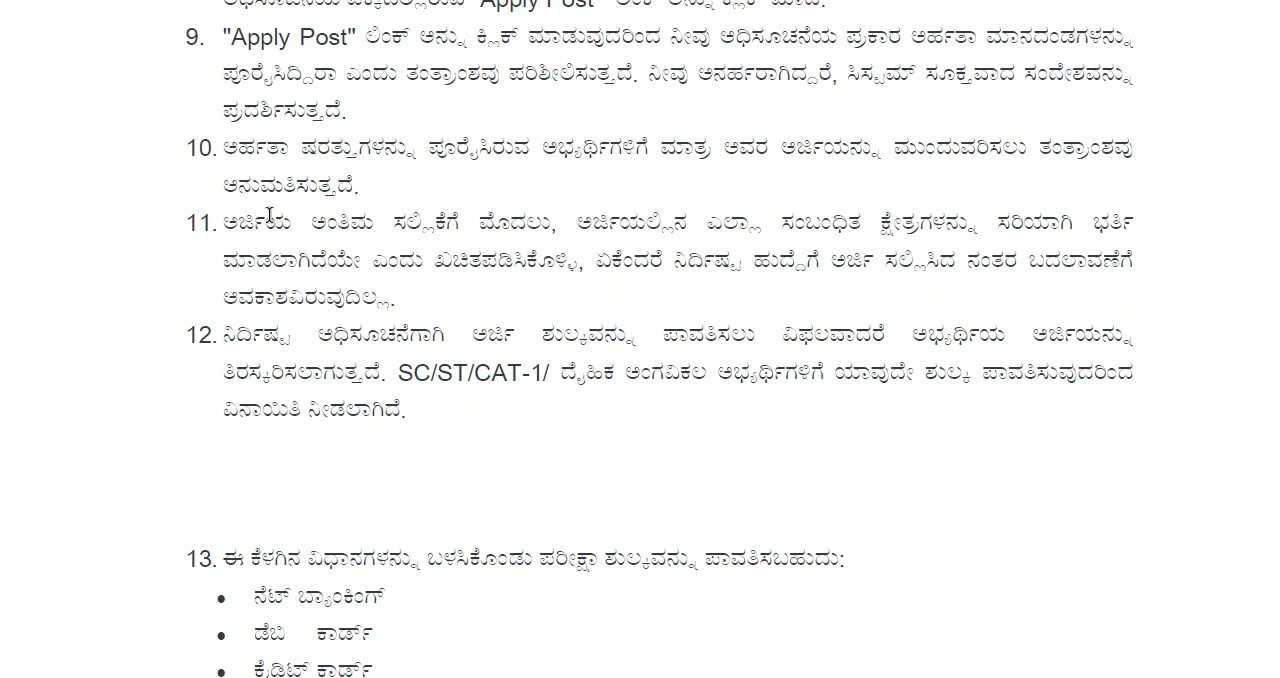 "Apply Post" ಲಿಂಕ್ ಅನ್ನು ಕ್ಲಿಕ್ ಮಾಡಿ.
9. "Apply Post" ಲಿಂಕ್ ಅನ್ನು ಕ್ಲಿಕ್ ಮಾಡುವುದರಿಂದ ನೀವು ಅಧಿಸೂಚನೆಯ ಪ್ರಕಾರ ಅರ್ಹತಾ ಮಾನದಂಡಗಳನ್ನು
ಪೂರೈಸಿದ್ದಿರಾ ಎಂದು ತಂತ್ರಾಂಶವು ಪರಿಶೀಲಿಸುತ್ತದೆ. ನೀವು ಅನರ್ಹರಾಗಿದ್ದರೆ, ಸಿಸ್ಟಮ್ ಸೂಕ್ತವಾದ ಸಂದೇಶವನ್ನು
ಪ್ರದರ್ಶಿಸುತ್ತದೆ.
10. ಅರ್ಹತಾ ಷರತ್ತುಗಳನ್ನು ಪೂರೈಸಿರುವ ಅಭ್ಯರ್ಥಿಗಳಿಗೆ ಮಾತ್ರ ಅವರ ಅರ್ಜಿಯನ್ನು ಮುಂದುವರಿಸಲು ತಂತ್ರಾಂಶವು
ಅನುಮತಿಸುತ್ತದೆ.
11. ಅರ್ಜಿಯ ಅಂತಿಮ ಸಲ್ಲಿಕೆಗೆ ಮೊದಲು, ಅರ್ಜಿಯಲ್ಲಿನ ಎಲ್ಲಾ ಸಂಬಂಧಿತ ಕ್ಷೇತ್ರಗಳನ್ನು ಸರಿಯಾಗಿ ಭರ್ತಿ
ಮಾಡಲಾಗಿದೆಯೇ ಎಂದು ಖಚಿತಪಡಿಸಿಕೊಳ್ಳಿ, ಏಕೆಂದರೆ ನಿರ್ದಿಷ್ಟ ಹುದ್ದೆಗೆ ಅರ್ಜಿ ಸಲ್ಲಿಸಿದ ನಂತರ ಬದಲಾವಣೆಗೆ
ಅವಕಾಶವಿರುವುದಿಲ್ಲ.
12. ನಿರ್ದಿಷ್ಟ ಅಧಿಸೂಚನೆಗಾಗಿ ಅರ್ಜಿ ಶುಲ್ಕವನ್ನು ಪಾವತಿಸಲು ವಿಫಲವಾದರೆ ಅಭ್ಯರ್ಥಿಯ ಅರ್ಜಿಯನ್ನು
ತಿರಸ್ಕರಿಸಲಾಗುತ್ತದೆ. SC/ST/CAT-1/ ದೈಹಿಕ ಅಂಗವಿಕಲ ಅಭ್ಯರ್ಥಿಗಳಿಗೆ ಯಾವುದೇ ಶುಲ್ಕ ಪಾವತಿಸುವುದರಿಂದ
ವಿನಾಯಿತಿ ನೀಡಲಾಗಿದೆ.
13. ಈ ಕೆಳಗಿನ ವಿಧಾನಗಳನ್ನು ಬಳಸಿಕೊಂಡು ಪರೀಕ್ಷಾ ಶುಲ್ಕವನ್ನು ಪಾವತಿಸಬಹುದು:
• ನೆಟ್ ಬ್ಯಾಂಕಿಂಗ್
• ಡೆಬಿ ಕಾರ್ಡ್
• ಕ್ರೆಡಿಟ್ ಕಾರ್ಡ್